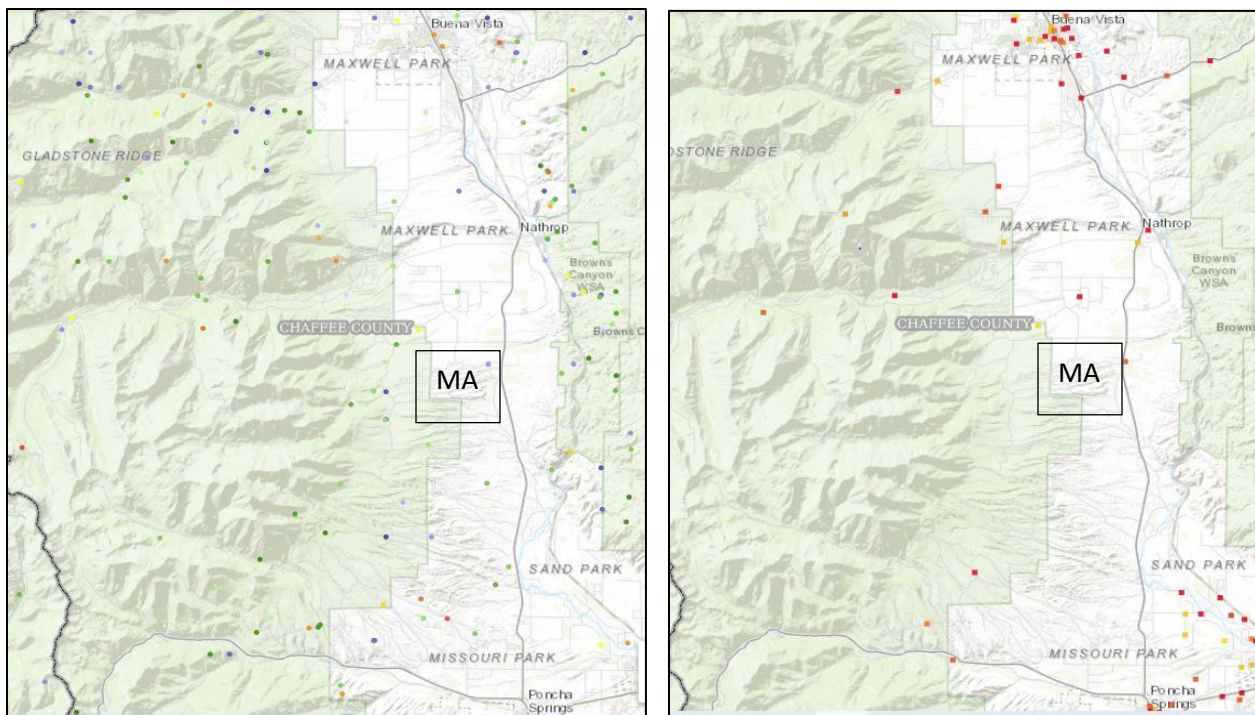 Buena Vista
MAXWELL PARK
GLADSTONE RIDGE
MAXWELL PARK
Nathrop
Browns
Canyon
WSA
CHAFFEE COUNTY
Browns C
MA
SAND PARK
MISSOURI PARK
Poncha
Springs
Buena Vista
MAXWELL PARK
DSTONE RIDGE
MAXWELL PARK
Nathrop
Browns
Canyon
WSA
CHAFFEE COUNTY
Brown
MA
SAND PARK
MISSOURI PARK
Poncha
Springs